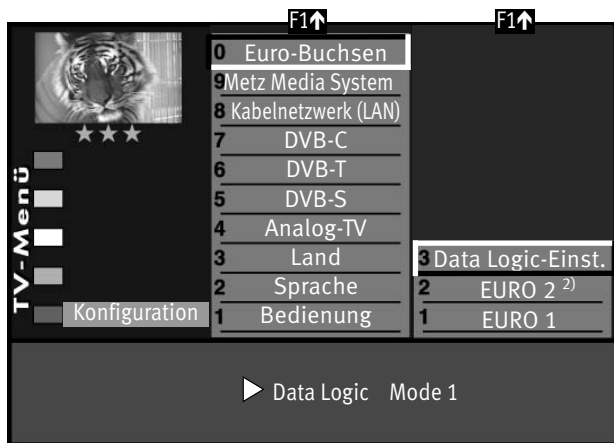 F1↑ F1↑
0 Euro-Buchsen
9 Metz Media System
8 Kabelnetzwerk (LAN)
7 DVB-C
6 DVB-T
5 DVB-S
4 Analog-TV
3 Land
2 Sprache
1 Bedienung
3 Data Logic-Einst.
2 EURO 2 2)
1 EURO 1
TV-Menü
Konfiguration
Data Logic Mode 1